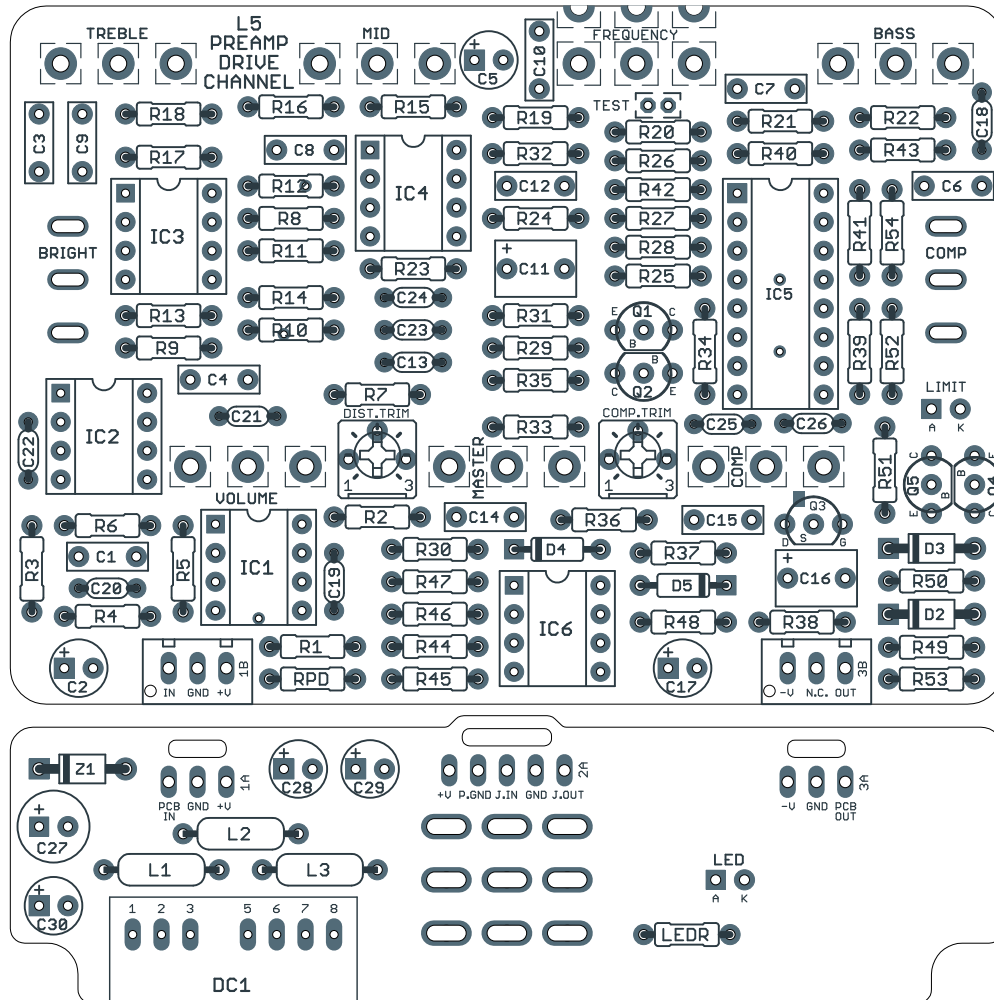 L5
PREAMP
DRIVE
CHANNEL
TREBLE
MID
FREQUENCY
BASS
+
C5
C10
C7
C18
TEST
C3
C9
R18
R16
R15
R19
R20
R21
R22
R17
C8
R32
R26
R40
R43
R12
IC4
C12
R42
C6
IC3
R8
R24
R27
R41
R54
BRIGHT
R11
+
C11
R28
COMP
R23
R25
IC5
R14
C24
R13
R10
C23
R31
E
Q1
C
B
R34
R39
R52
R9
C13
R29
B
Q2
C
E
C4
R7
R35
LIMIT
A
K
C21
DIST.TRIM
COMP.TRIM
IC2
C22
R33
C25
C26
1
3
MASTER
1
3
COMP
R51
C
Q5
B
E
B
Q4
C
VOLUME
R6
R2
C14
R36
C15
Q3
D
S
G
R3
C1
R5
IC1
C19
R30
D4
R37
D3
C20
R47
D5
+
C16
R50
R4
R46
IC6
R48
R38
D2
R1
R44
R49
+
C2
RPD
R45
+
C17
R53
IN
GND
+V
1B
-V
N.C.
OUT
3B
Z1
+
C28
+
C29
+V
P.GND
J.IN
GND
J.OUT
2A
PCB
IN
GND
+V
1A
-V
GND
PCB
OUT
3A
+
C27
L2
L1
L3
LED
A
K
+
C30
1
2
3
5
6
7
8
LEDR
DC1